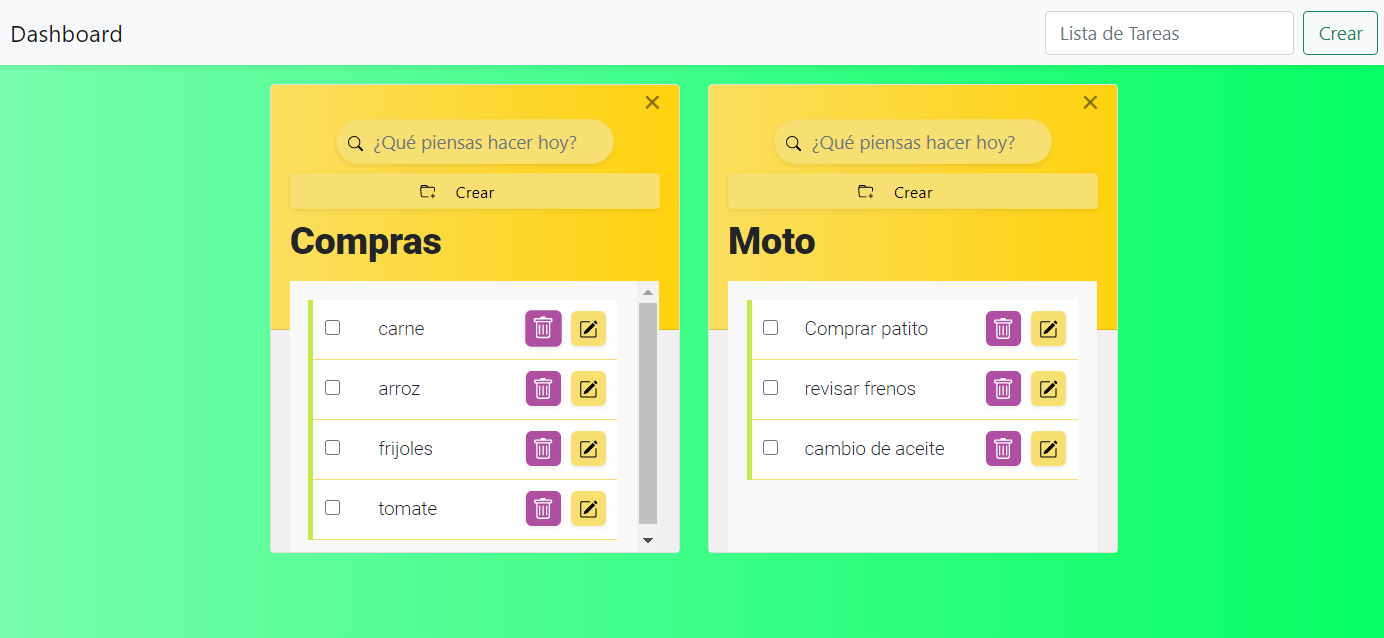 Dashboard
Lista de Tareas
Crear
¿Qué piensas hacer hoy?
Crear
Compras
carne
arroz
frijoles
tomate
¿Qué piensas hacer hoy?
Crear
Moto
Comprar patito
revisar frenos
cambio de aceite